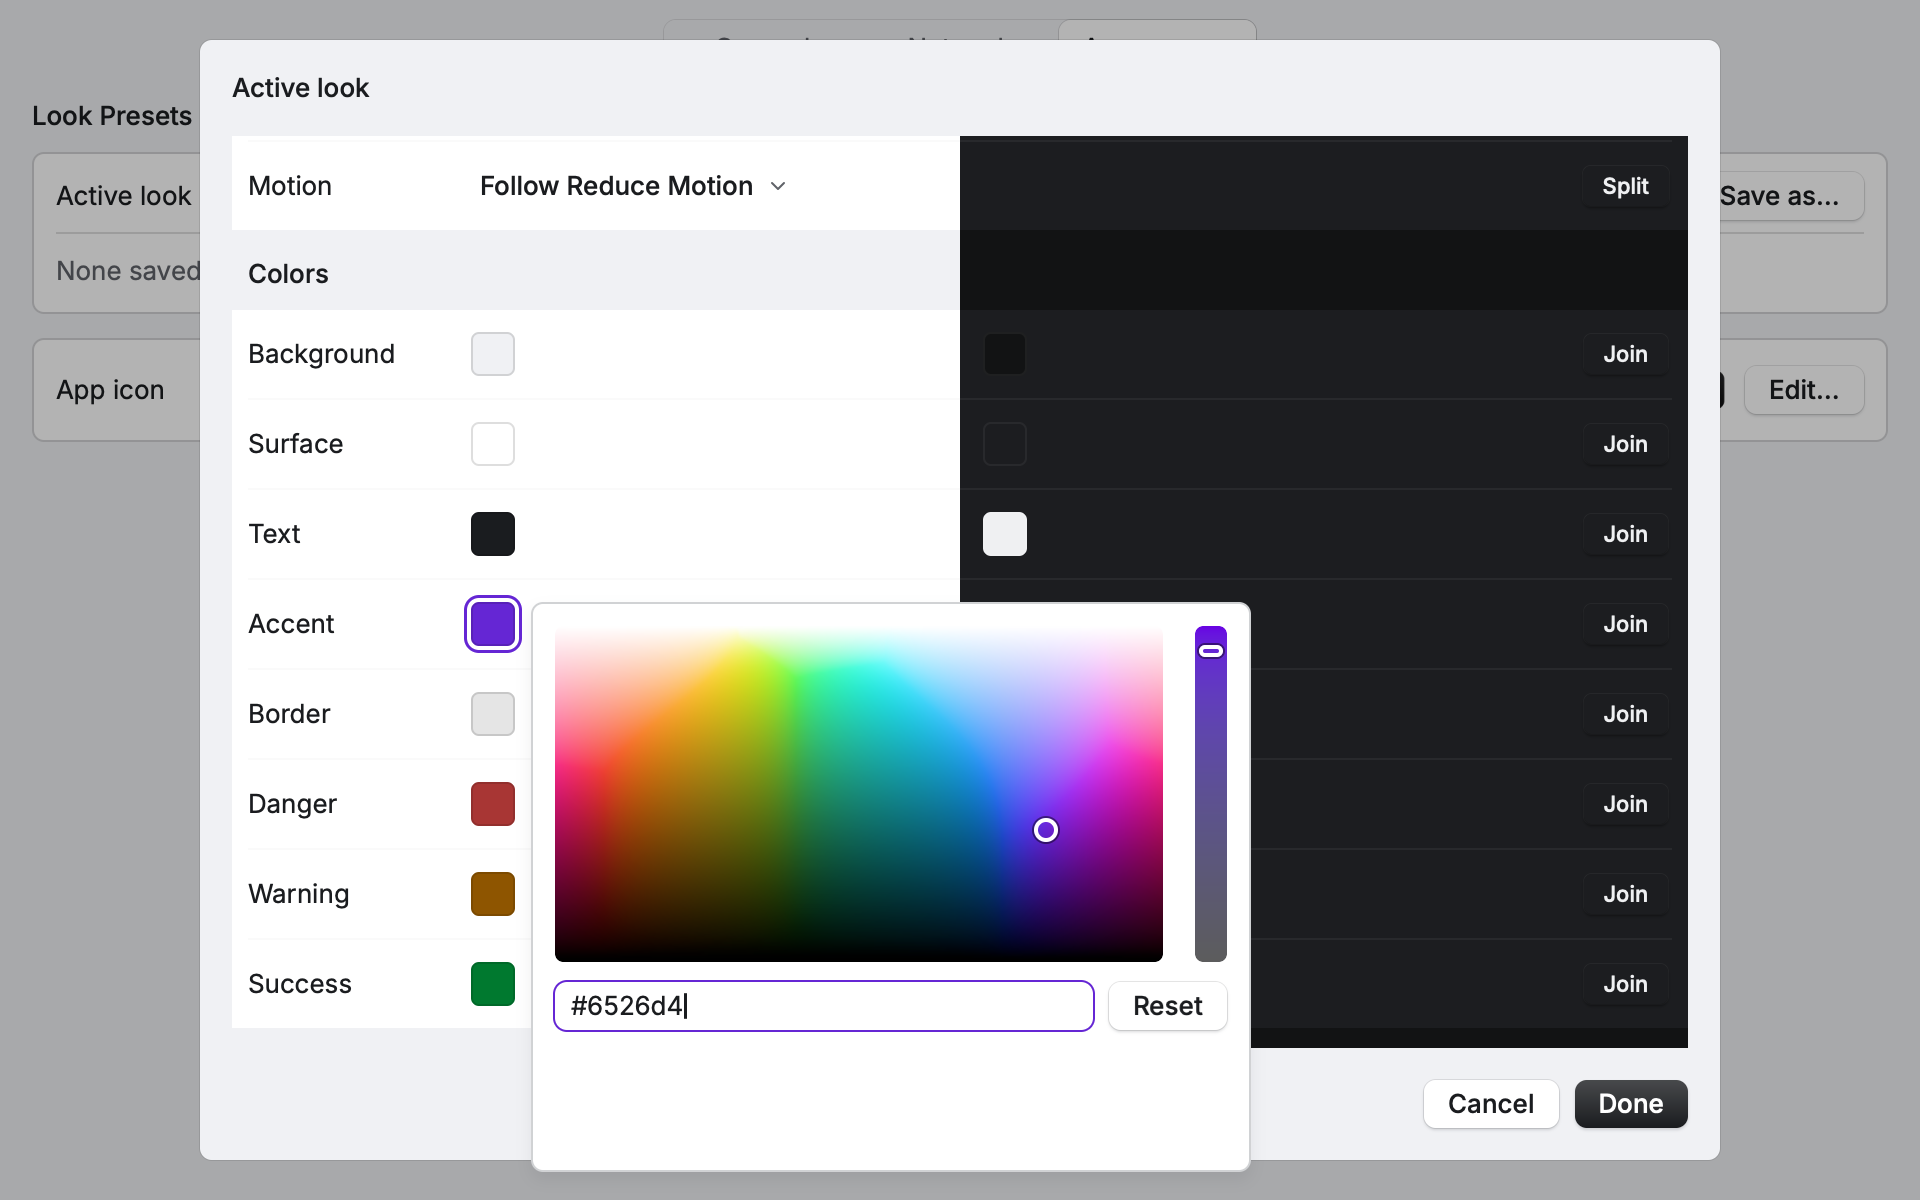 Active look
Look Presets
Active look
Save as...
None saved
App icon
Edit...
Motion
Follow Reduce Motion
Split
Colors
Background
Join
Surface
Join
Text
Join
Accent
Join
Border
Join
Danger
Join
Warning
Join
Success
Join
#6526d4
Reset
Cancel
Done